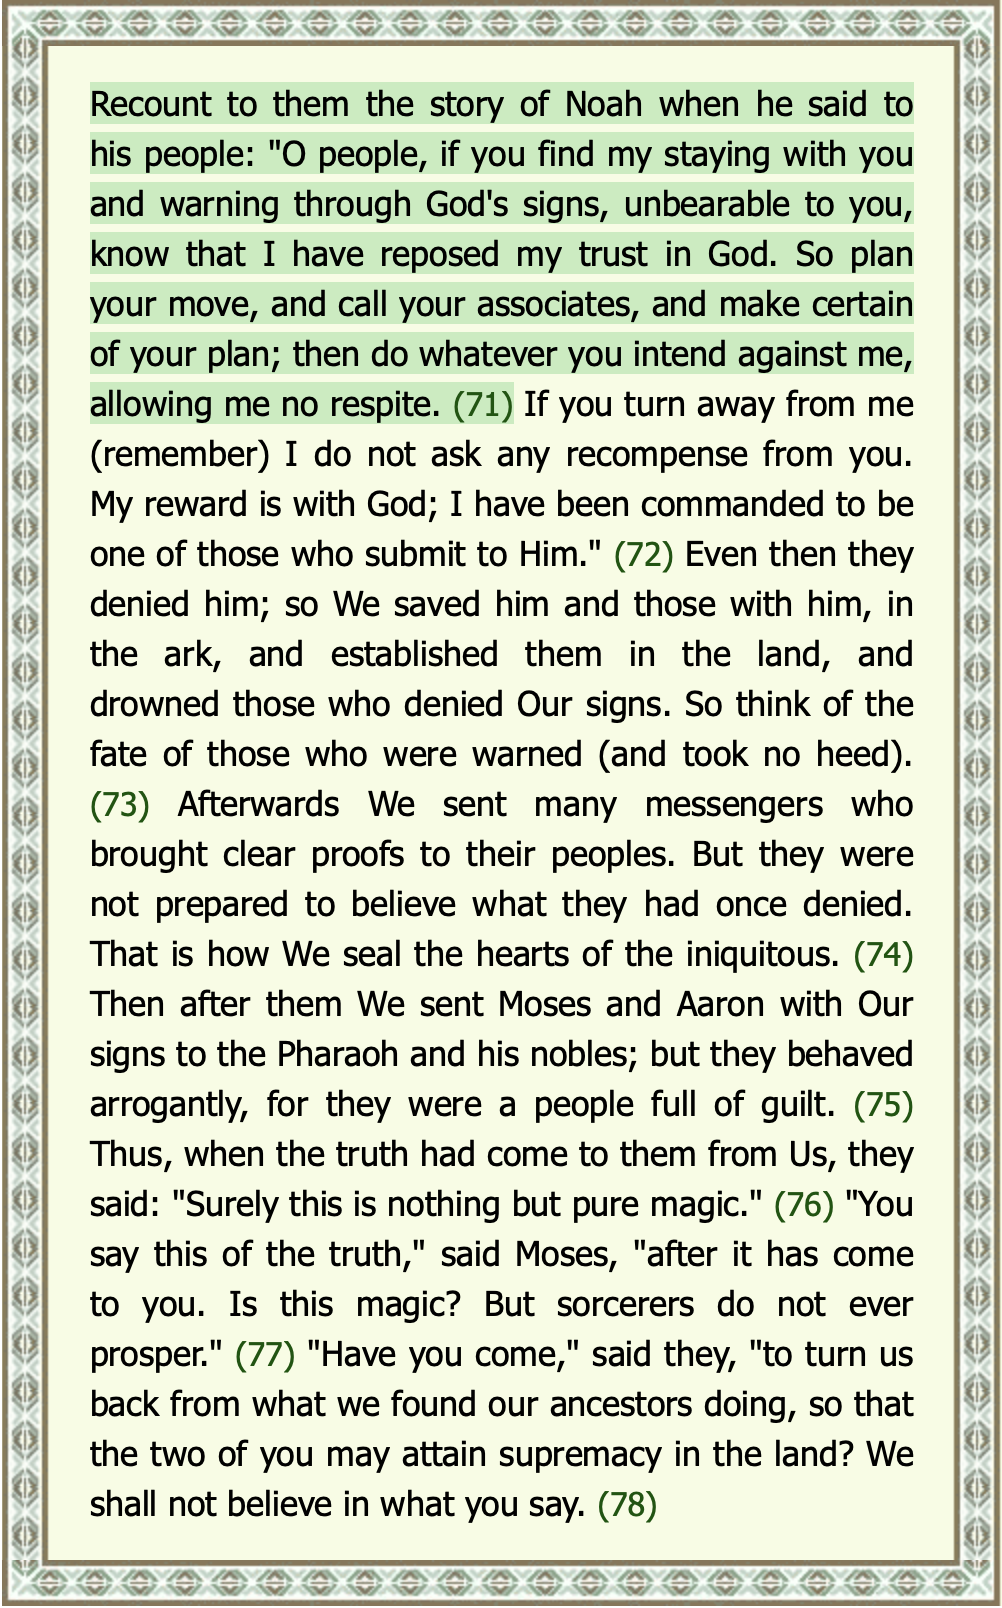 Recount to them the story of Noah when he said to
his people: "O people, if you find my staying with you
and warning through God's signs, unbearable to you,
know that I have reposed my trust in God. So plan
your move, and call your associates, and make certain
of your plan; then do whatever you intend against me,
allowing me no respite. (71) If you turn away from me
(remember) I do not ask any recompense from you.
My reward is with God; I have been commanded to be
one of those who submit to Him." (72) Even then they
denied him; so We saved him and those with him, in
the ark, and established them in the land, and
drowned those who denied Our signs. So think of the
fate of those who were warned (and took no heed).
(73) Afterwards We sent many messengers who
brought clear proofs to their peoples. But they were
not prepared to believe what they had once denied.
That is how We seal the hearts of the iniquitous. (74)
Then after them We sent Moses and Aaron with Our
signs to the Pharaoh and his nobles; but they behaved
arrogantly, for they were a people full of guilt. (75)
Thus, when the truth had come to them from Us, they
said: "Surely this is nothing but pure magic." (76) "You
say this of the truth," said Moses, "after it has come
to you. Is this magic? But sorcerers do not ever
prosper." (77) "Have you come," said they, "to turn us
back from what we found our ancestors doing, so that
the two of you may attain supremacy in the land? We
shall not believe in what you say. (78)